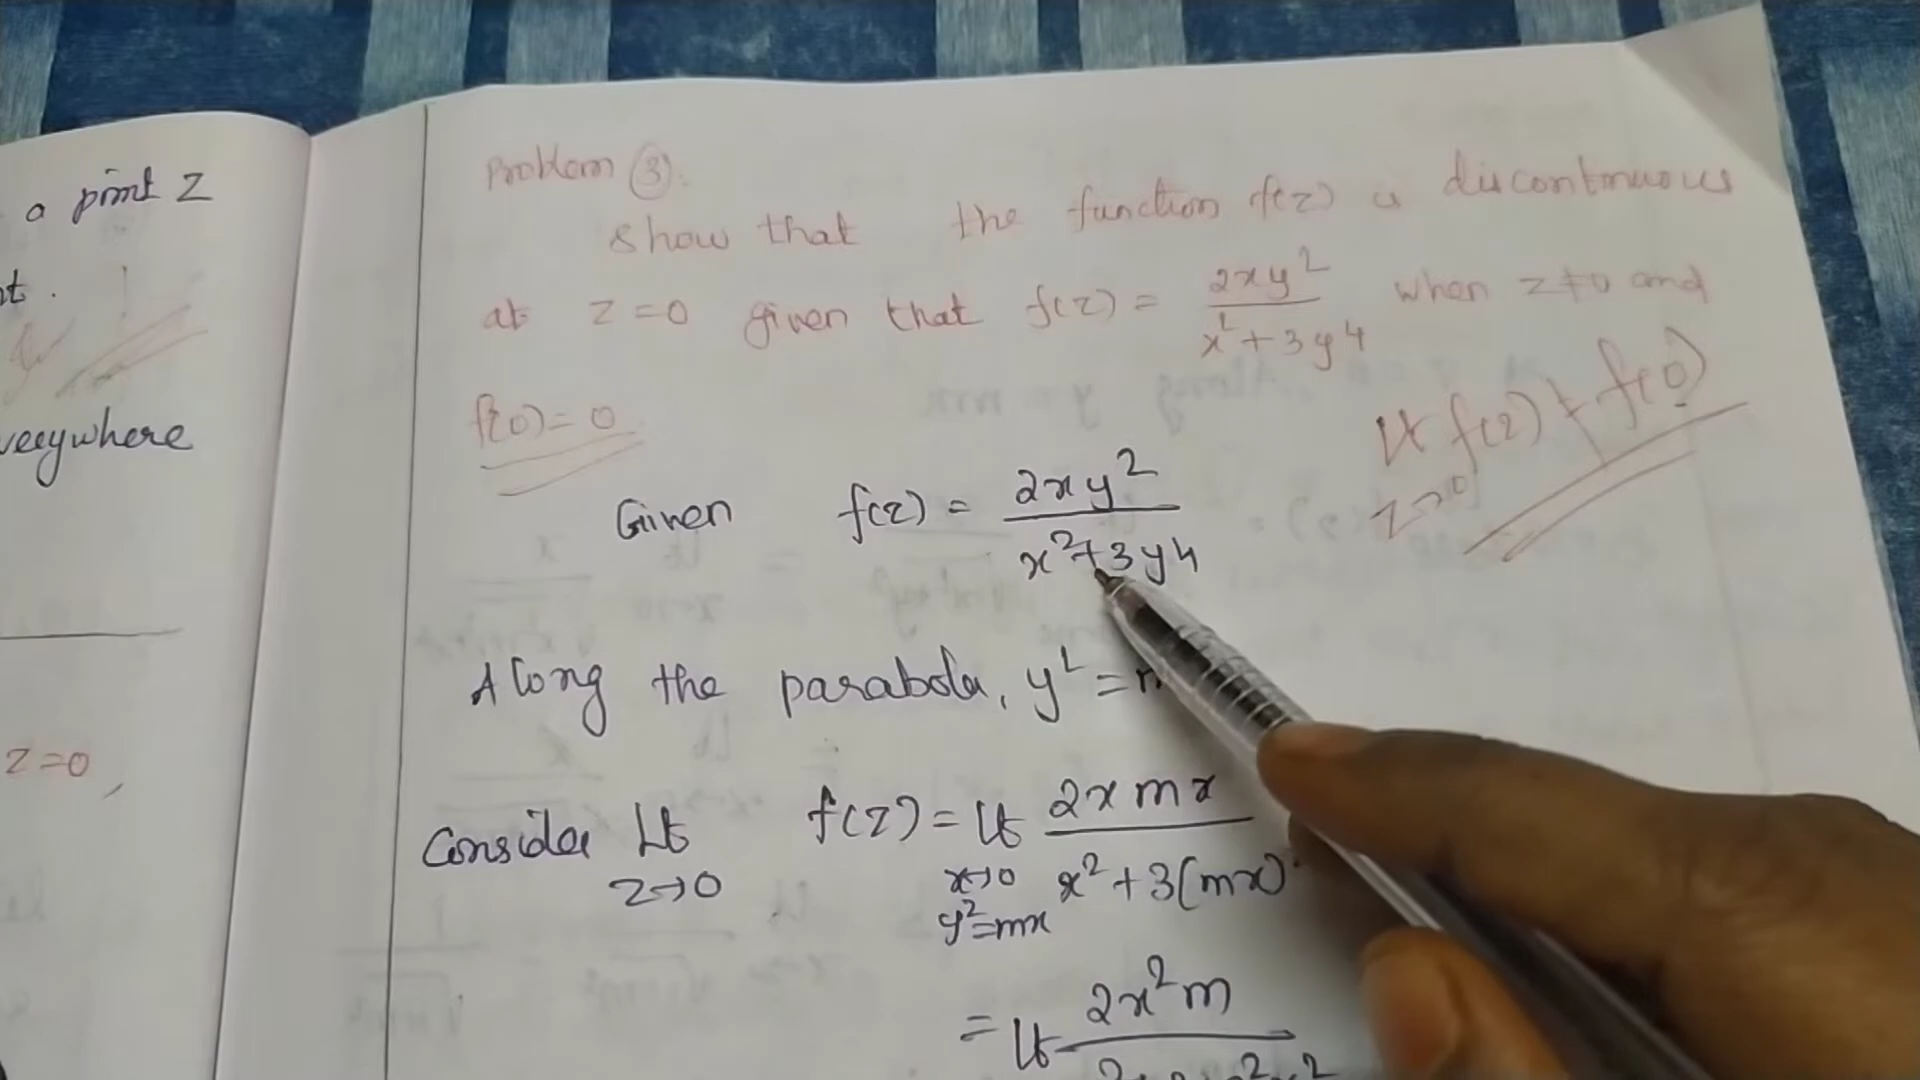 a point Z
verywhere
z=0,
Problem ③.
show that the function f(z) is discontinuous
at z=0 given that f(z) = 2xy² / x²+3y4 when z≠0 and
f(0)=0
Lt z→0 f(z) ≠ f(0)
Given f(z) = 2xy² / x²+3y4
Along the parabola, y² =
Consider Lt z→0 f(z) = Lt x→0 y²=mx 2x mx / x²+3(mx)
= Lt 2x²m